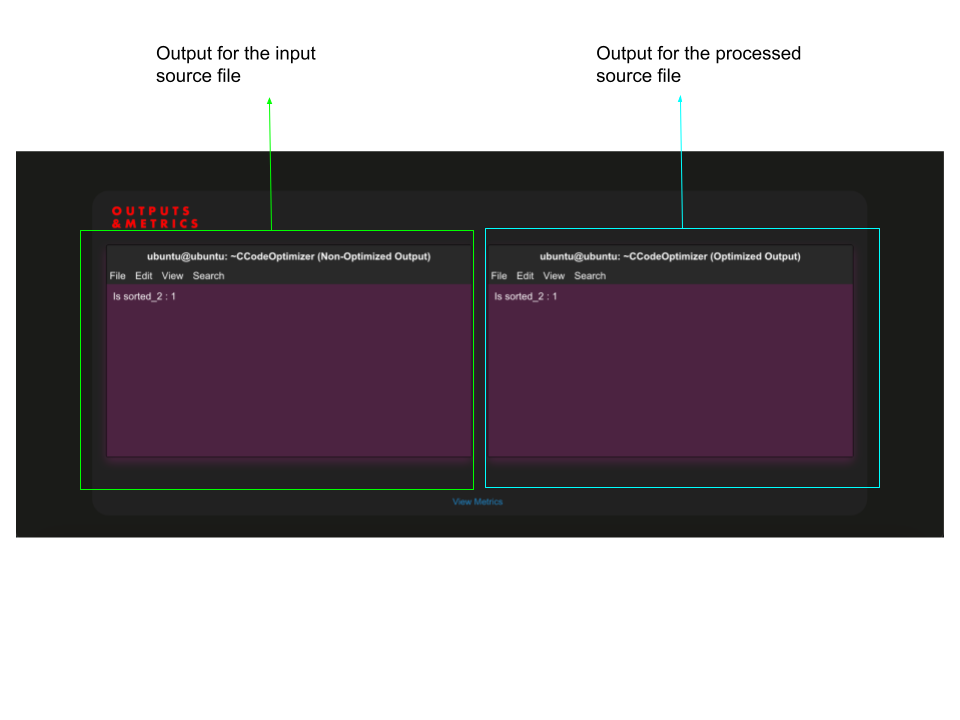 Output for the input
source file
Output for the processed
source file
OUTPUTS
&METRICS
ubuntu@ubuntu: ~CCodeOptimizer (Non-Optimized Output)
File Edit View Search
Is sorted_2 : 1
ubuntu@ubuntu: ~CCodeOptimizer (Optimized Output)
File Edit View Search
Is sorted_2 : 1
View Metrics